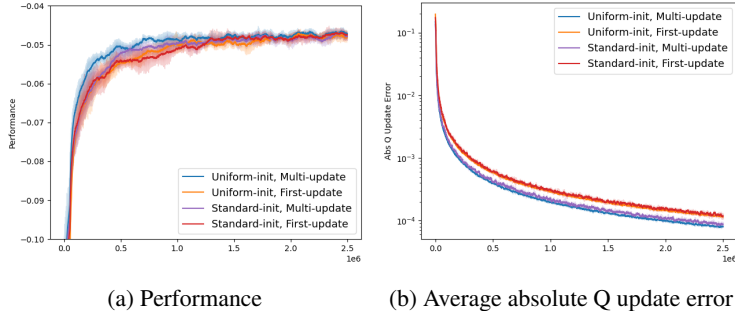 −0.04
−0.05
−0.06
−0.07
−0.08
−0.09
−0.10
Performance
Uniform-init, Multi-update
Uniform-init, First-update
Standard-init, Multi-update
Standard-init, First-update
0.0 0.5 1.0 1.5 2.0 2.5
1e6
(a) Performance
10⁻¹
10⁻²
10⁻³
10⁻⁴
Abs Q Update Error
Uniform-init, Multi-update
Uniform-init, First-update
Standard-init, Multi-update
Standard-init, First-update
0.0 0.5 1.0 1.5 2.0 2.5
1e6
(b) Average absolute Q update error